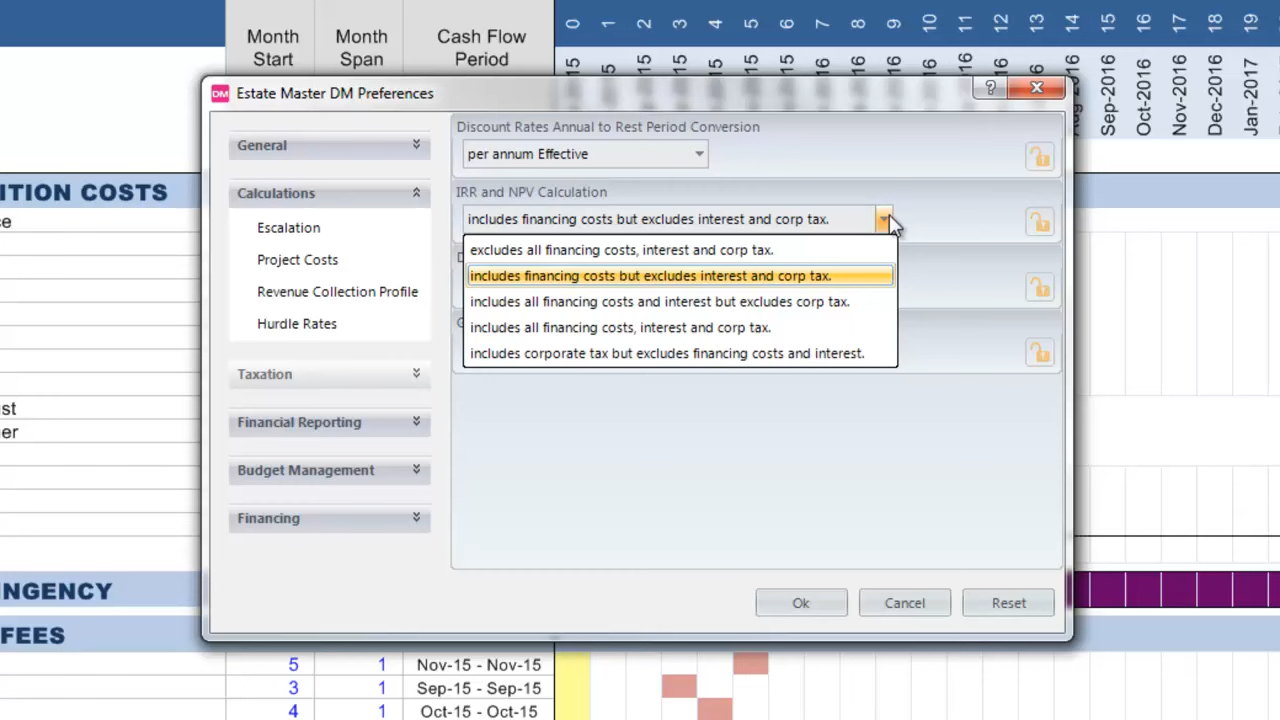 Month Start
Month Span
Cash Flow Period
0 1 2 3 4 5 6 7 8 9 10 11 12 13 14 15 16 17 18 19
Sep-2016 Oct-2016 Nov-2016 Dec-2016 Jan-2017
DM Estate Master DM Preferences
?
General
Calculations
Escalation
Project Costs
Revenue Collection Profile
Hurdle Rates
Taxation
Financial Reporting
Budget Management
Financing
Discount Rates Annual to Rest Period Conversion
per annum Effective
IRR and NPV Calculation
includes financing costs but excludes interest and corp tax.
excludes all financing costs, interest and corp tax.
includes financing costs but excludes interest and corp tax.
includes all financing costs and interest but excludes corp tax.
includes all financing costs, interest and corp tax.
includes corporate tax but excludes financing costs and interest.
Ok Cancel Reset
ITION COSTS
e
st
er
NGENCY
FEES
5 1 Nov-15 - Nov-15
3 1 Sep-15 - Sep-15
4 1 Oct-15 - Oct-15